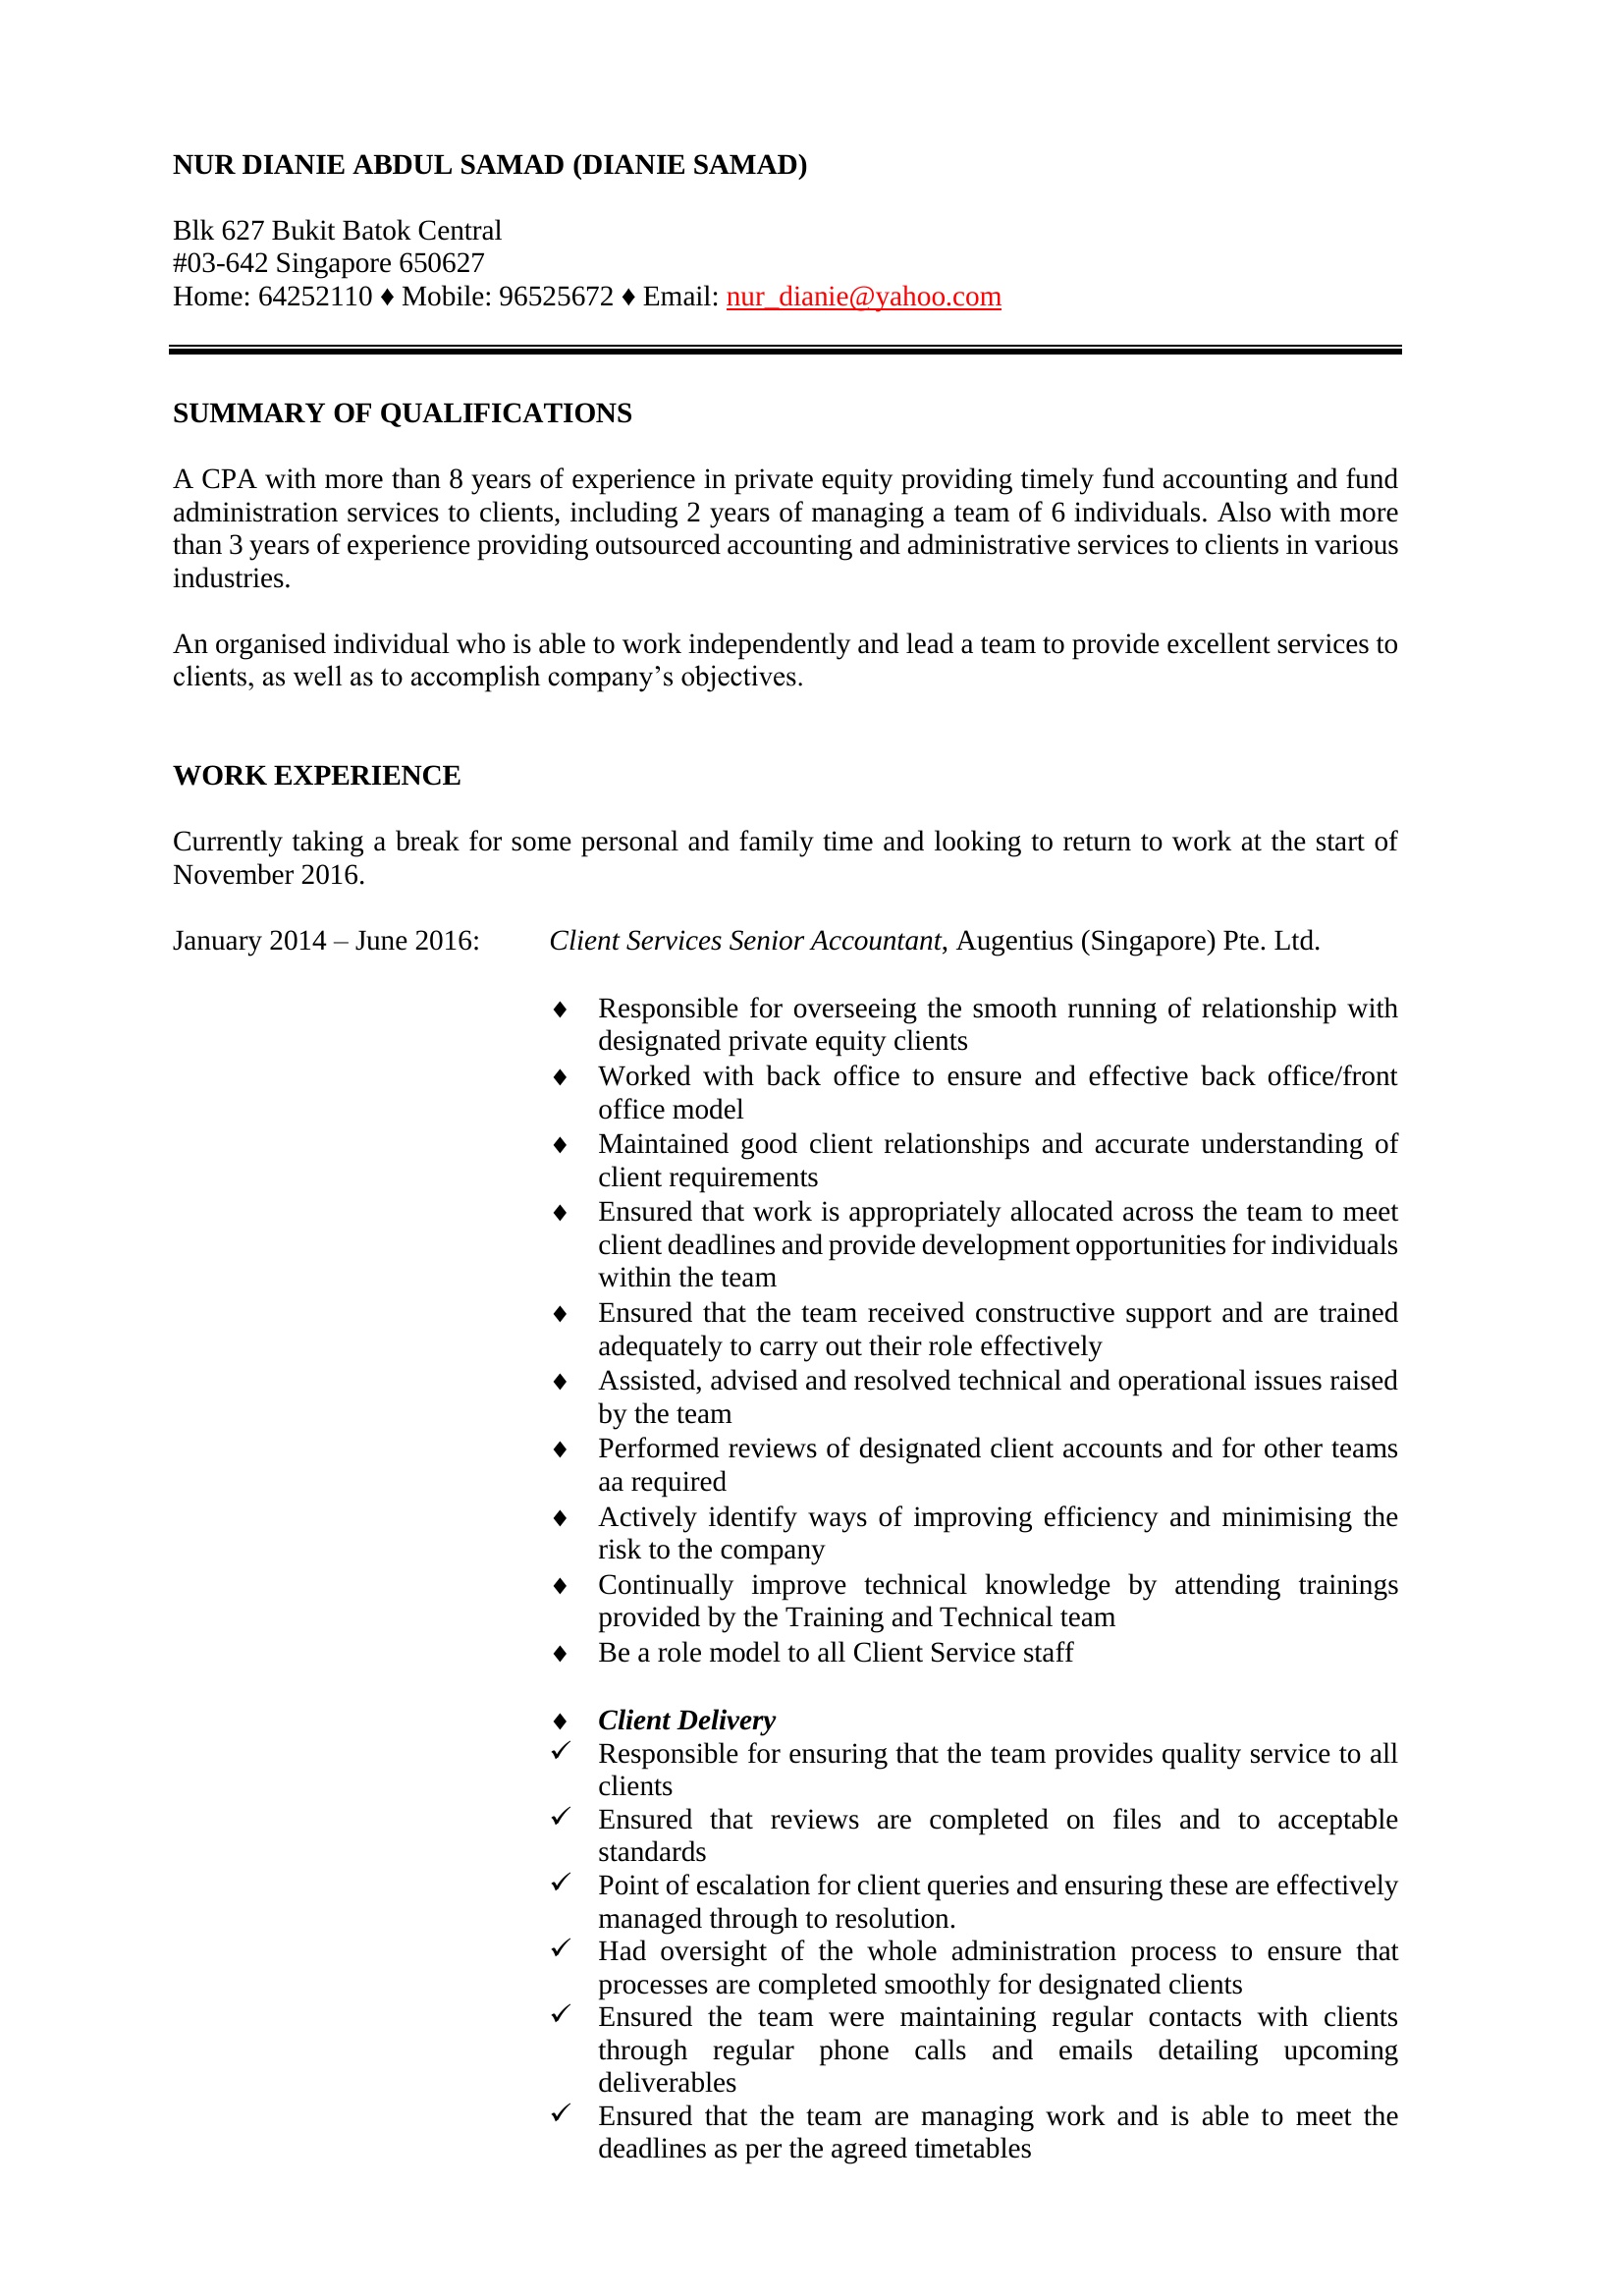 NUR DIANIE ABDUL SAMAD (DIANIE SAMAD)
Blk 627 Bukit Batok Central
#03-642 Singapore 650627
Home: 64252110 ♦ Mobile: 96525672 ♦ Email: nur_dianie@yahoo.com
SUMMARY OF QUALIFICATIONS
A CPA with more than 8 years of experience in private equity providing timely fund accounting and fund
administration services to clients, including 2 years of managing a team of 6 individuals. Also with more
than 3 years of experience providing outsourced accounting and administrative services to clients in various
industries.
An organised individual who is able to work independently and lead a team to provide excellent services to
clients, as well as to accomplish company’s objectives.
WORK EXPERIENCE
Currently taking a break for some personal and family time and looking to return to work at the start of
November 2016.
January 2014 – June 2016: Client Services Senior Accountant, Augentius (Singapore) Pte. Ltd.
♦ Responsible for overseeing the smooth running of relationship with
designated private equity clients
♦ Worked with back office to ensure and effective back office/front
office model
♦ Maintained good client relationships and accurate understanding of
client requirements
♦ Ensured that work is appropriately allocated across the team to meet
client deadlines and provide development opportunities for individuals
within the team
♦ Ensured that the team received constructive support and are trained
adequately to carry out their role effectively
♦ Assisted, advised and resolved technical and operational issues raised
by the team
♦ Performed reviews of designated client accounts and for other teams
aa required
♦ Actively identify ways of improving efficiency and minimising the
risk to the company
♦ Continually improve technical knowledge by attending trainings
provided by the Training and Technical team
♦ Be a role model to all Client Service staff
♦ Client Delivery
✓ Responsible for ensuring that the team provides quality service to all
clients
✓ Ensured that reviews are completed on files and to acceptable
standards
✓ Point of escalation for client queries and ensuring these are effectively
managed through to resolution.
✓ Had oversight of the whole administration process to ensure that
processes are completed smoothly for designated clients
✓ Ensured the team were maintaining regular contacts with clients
through regular phone calls and emails detailing upcoming
deliverables
✓ Ensured that the team are managing work and is able to meet the
deadlines as per the agreed timetables